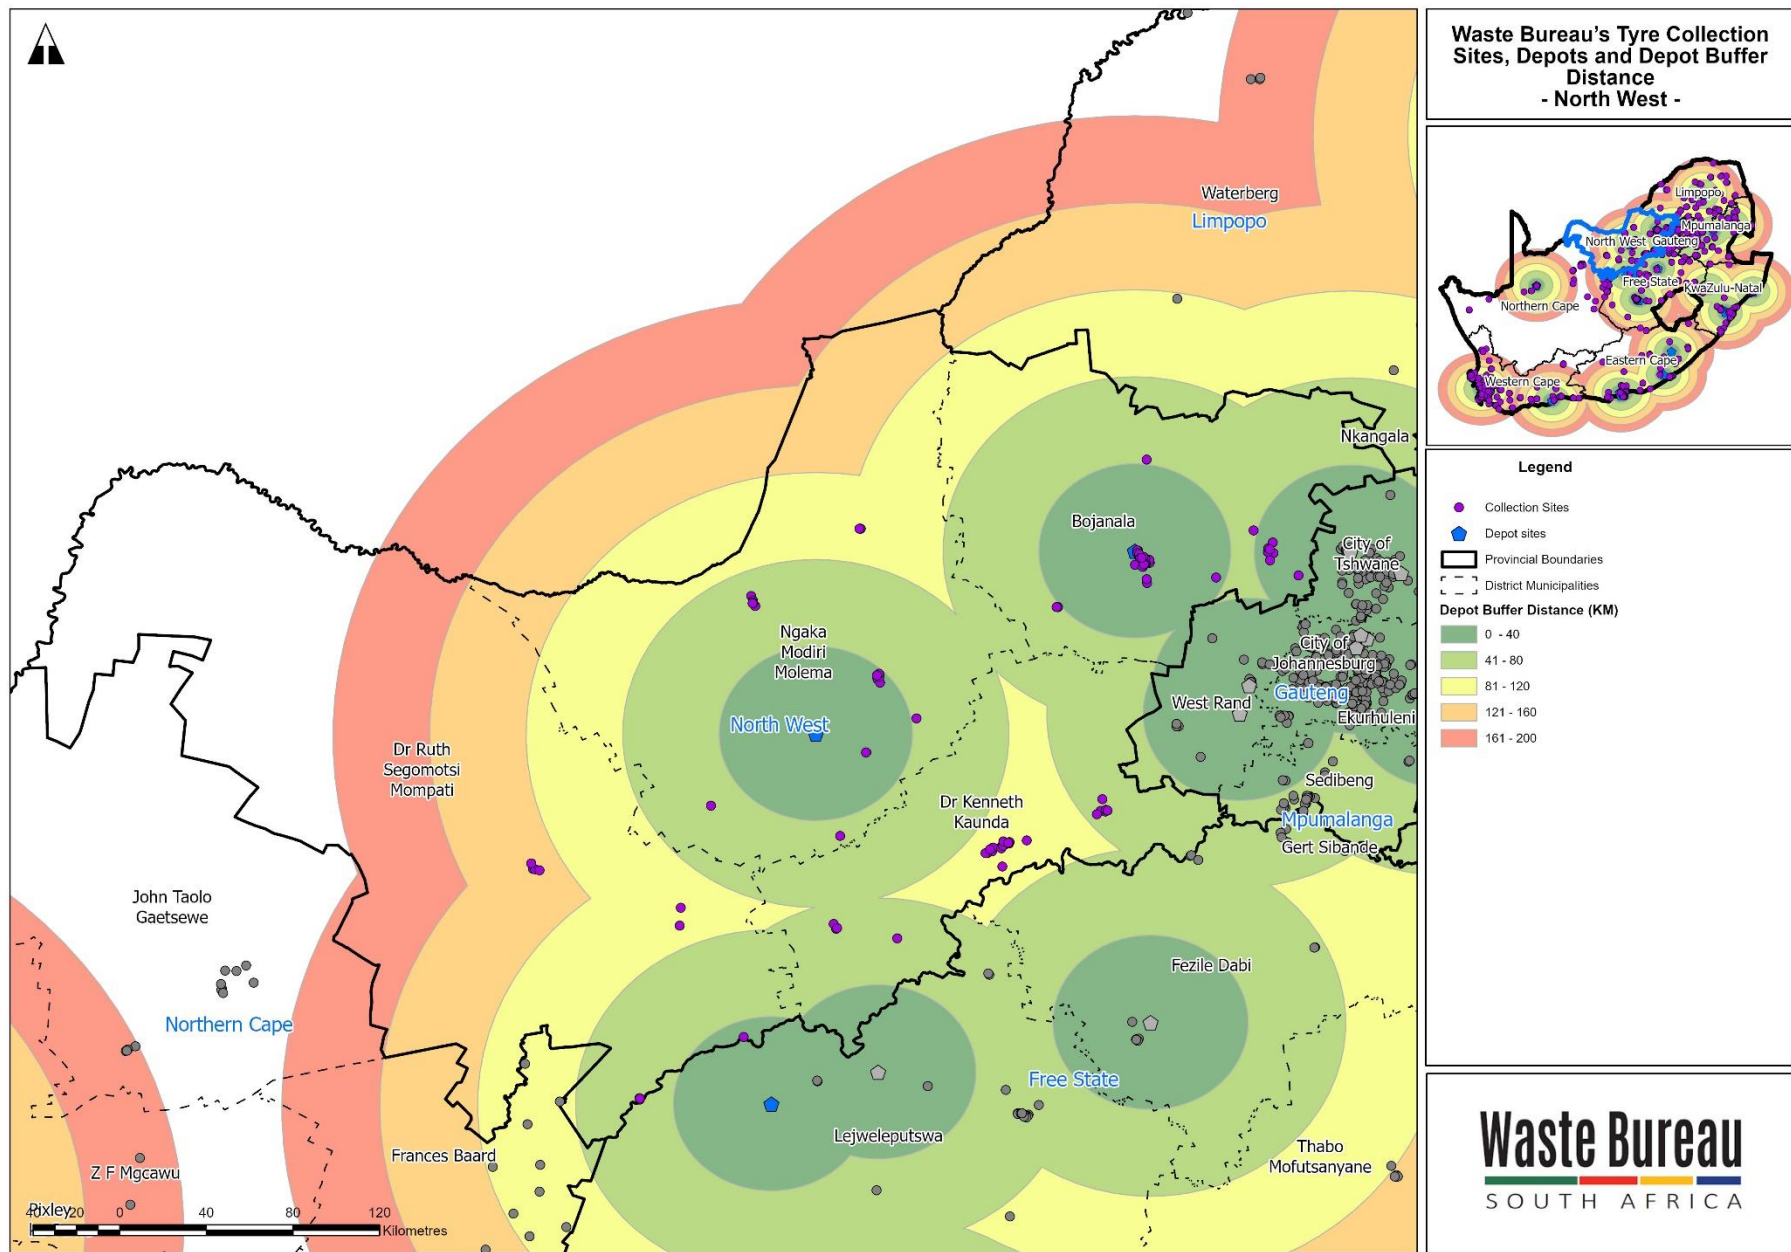 Waste Bureau's Tyre Collection
Sites, Depots and Depot Buffer
Distance
- North West -
Limpopo
Mpumalanga
North West
Gauteng
Free State
KwaZulu-Natal
Northern Cape
Eastern Cape
Western Cape
Legend
Collection Sites
Depot sites
Provincial Boundaries
District Municipalities
Depot Buffer Distance (KM)
0 - 40
41 - 80
81 - 120
121 - 160
161 - 200
Waste Bureau
SOUTH AFRICA
Waterberg
Limpopo
Nkangala
Bojanala
City of
Tshwane
Ngaka
Modiri
Molema
City of
Johannesburg
Gauteng
West Rand
Ekurhuleni
North West
Dr Ruth
Segomotsi
Mompati
Sedibeng
Dr Kenneth
Kaunda
Mpumalanga
Gert Sibande
John Taolo
Gaetsewe
Fezile Dabi
Northern Cape
Free State
Lejweleputswa
Frances Baard
Thabo
Mofutsanyane
Z F Mgcawu
Pixley
40 20 0 40 80 120
Kilometres